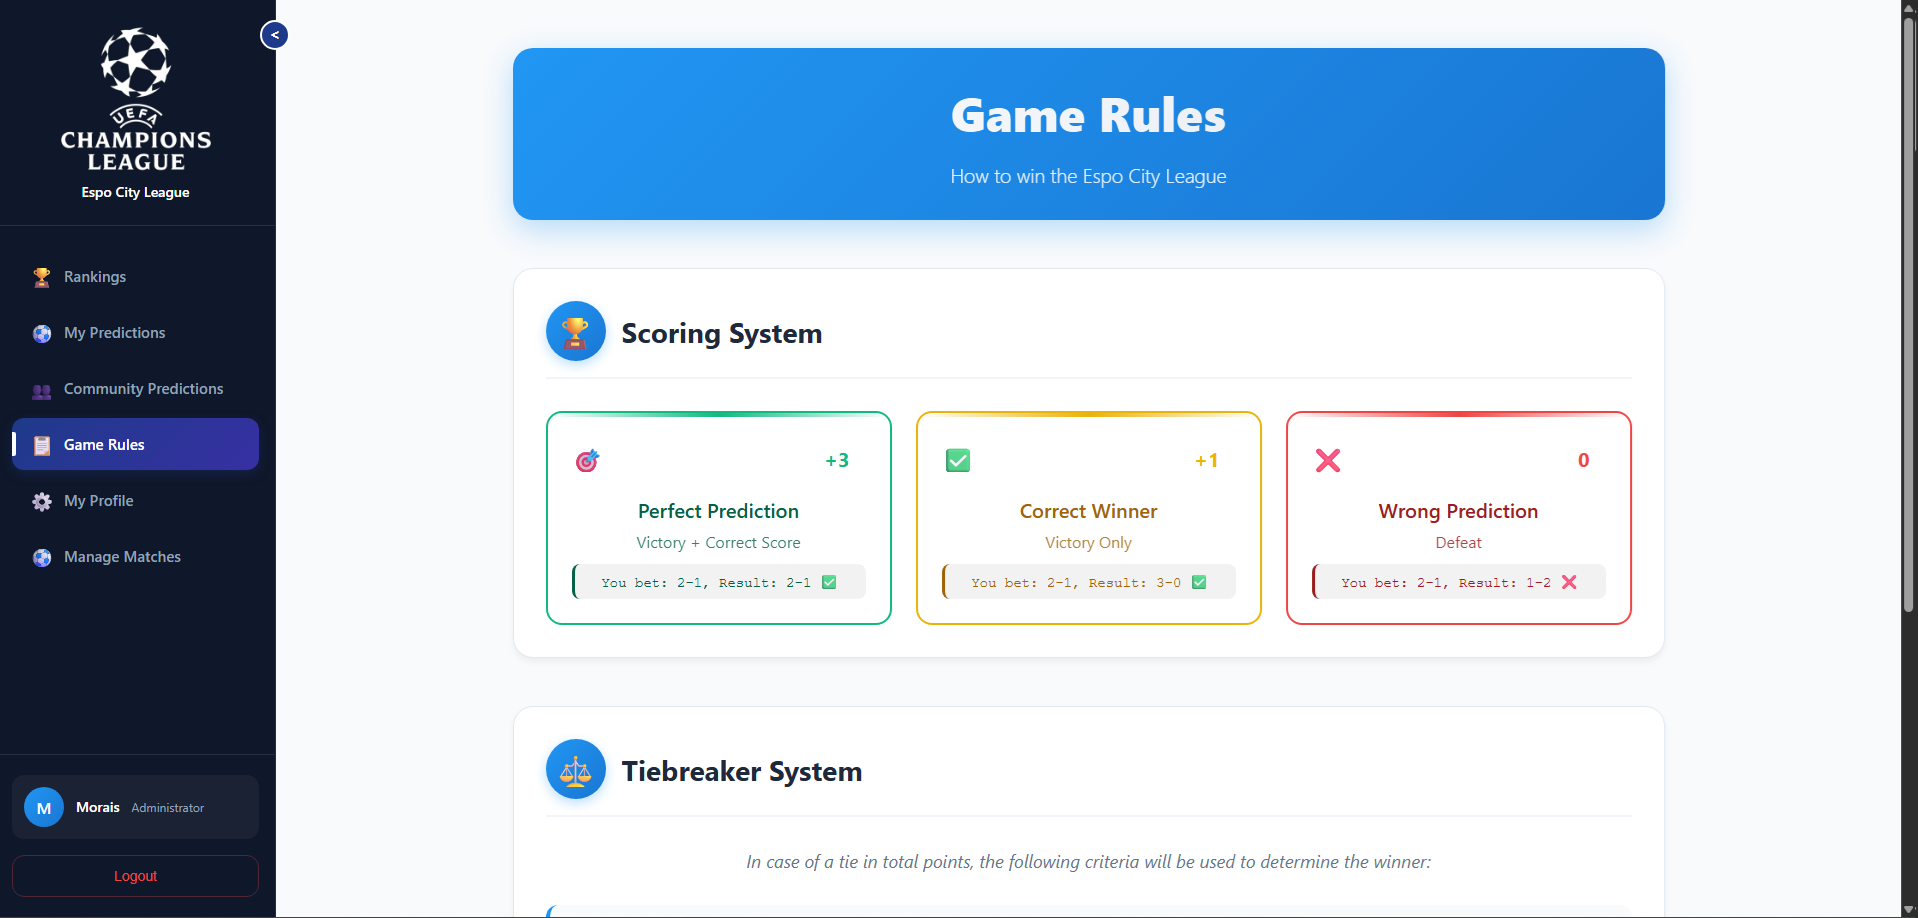 UEFA
CHAMPIONS
LEAGUE
Espo City League
<
Rankings
My Predictions
Community Predictions
Game Rules
My Profile
Manage Matches
M
Morais Administrator
Logout
Game Rules
How to win the Espo City League
Scoring System
+3
Perfect Prediction
Victory + Correct Score
You bet: 2-1, Result: 2-1 ✅
✅ +1
Correct Winner
Victory Only
You bet: 2-1, Result: 3-0 ✅
❌ 0
Wrong Prediction
Defeat
You bet: 2-1, Result: 1-2 ❌
Tiebreaker System
In case of a tie in total points, the following criteria will be used to determine the winner: